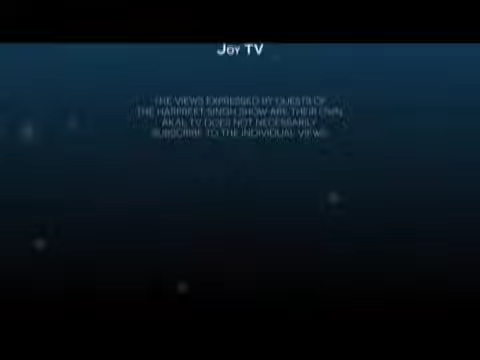 JOY TV
THE VIEWS EXPRESSED BY GUESTS OF
THE HARPREET SINGH SHOW ARE THEIR OWN.
AKAL TV DOES NOT NECESSARILY
SUBSCRIBE TO THE INDIVIDUAL VIEWS.